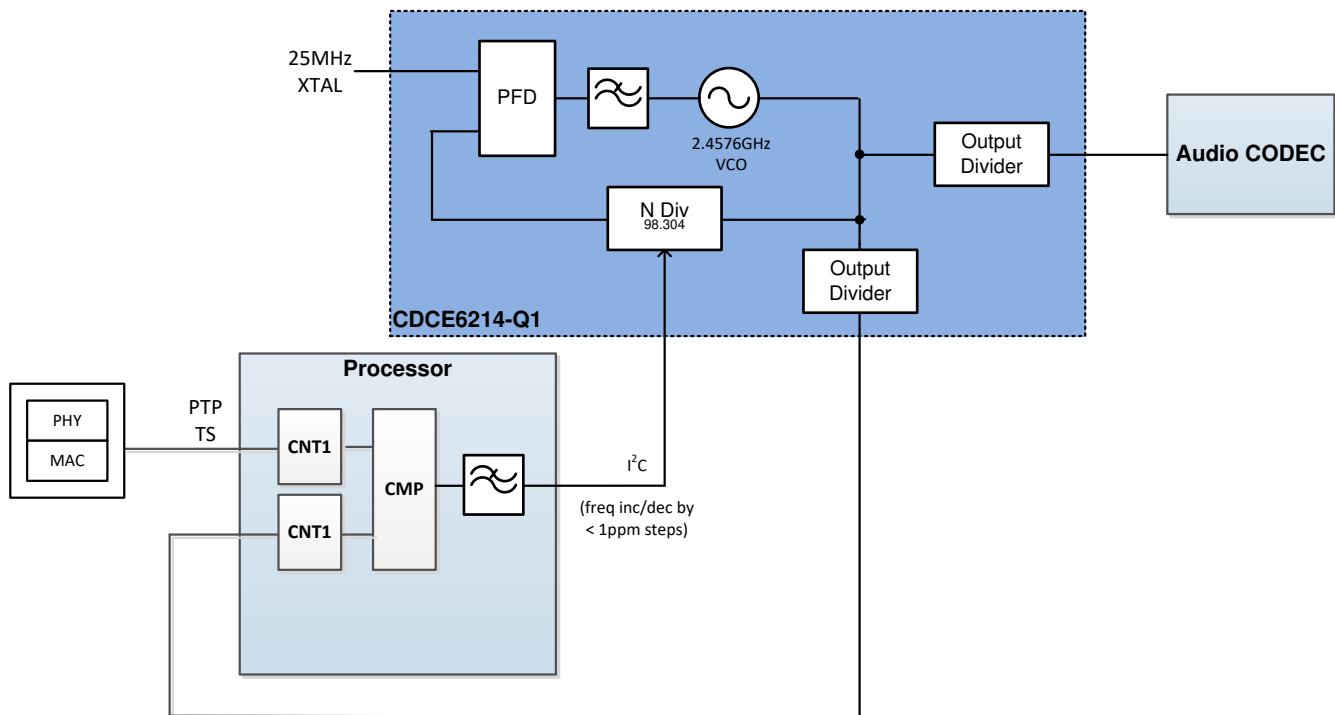 25MHz
XTAL
PFD
2.4576GHz
VCO
N Div
98.304
Output
Divider
Output
Divider
Audio CODEC
CDCE6214-Q1
Processor
PHY
MAC
PTP
TS
CNT1
CNT1
CMP
I²C
(freq inc/dec by
< 1ppm steps)